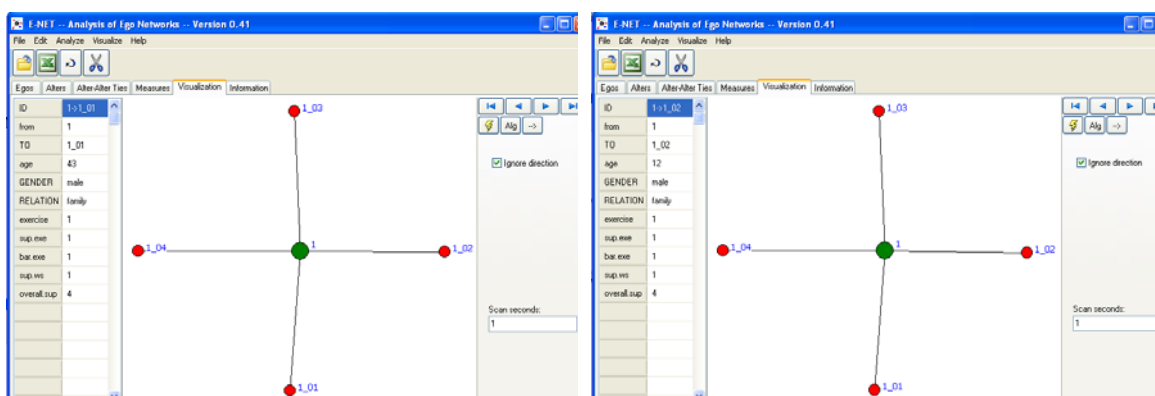 E-NET -- Analysis of Ego Networks -- Version 0.41
File Edit Analyze Visualize Help
Egos Alters Alter-Alter Ties Measures Visualization Information
ID 1->1_01
from 1
TO 1_01
age 43
GENDER male
RELATION family
exercise 1
sup.exe 1
bar.exe 1
sup.ws 1
overall.sup 4
1_03
1_04
1
1_02
1_01
Alg ->
Ignore direction
Scan seconds:
1
E-NET -- Analysis of Ego Networks -- Version 0.41
File Edit Analyze Visualize Help
Egos Alters Alter-Alter Ties Measures Visualization Information
ID 1->1_02
from 1
TO 1_02
age 12
GENDER male
RELATION family
exercise 1
sup.exe 1
bar.exe 1
sup.ws 1
overall.sup 4
1_03
1_04
1
1_02
1_01
Alg ->
Ignore direction
Scan seconds:
1